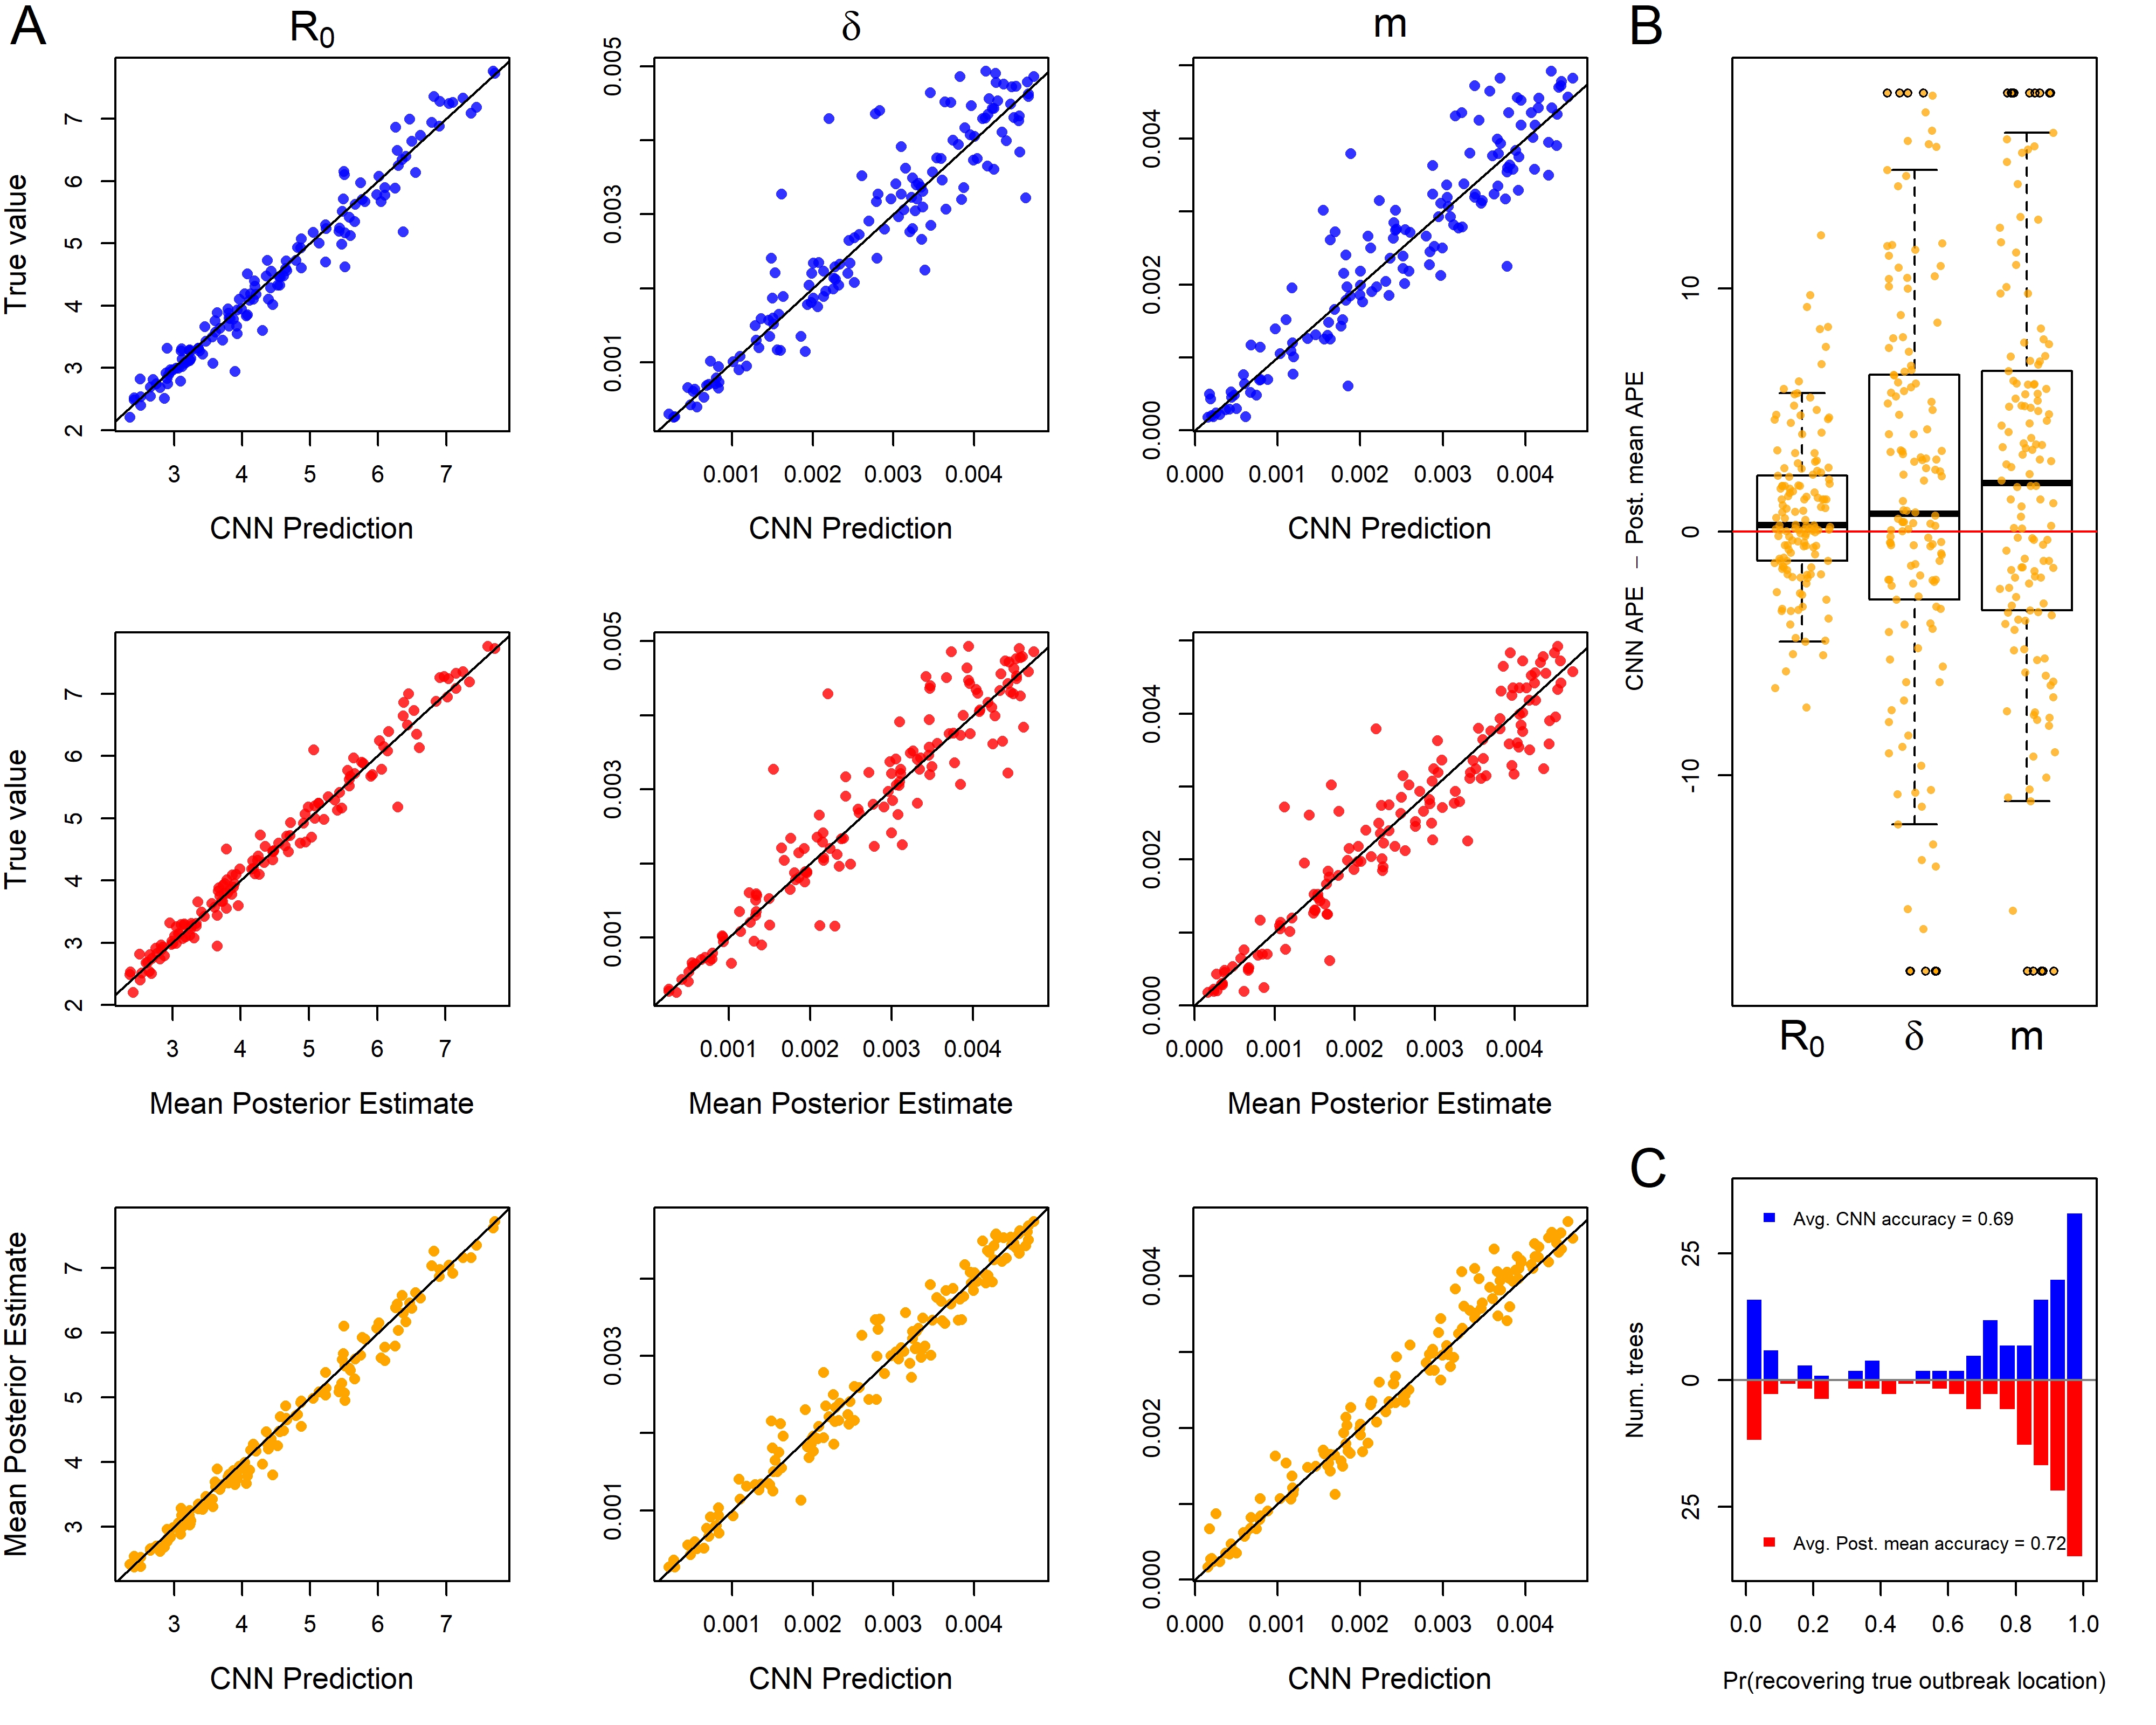 A
R0
δ
m
B
True value
7
6
5
4
3
2
3 4 5 6 7
CNN Prediction
0.005
0.003
0.001
0.001 0.002 0.003 0.004
CNN Prediction
0.004
0.002
0.000
0.000 0.001 0.002 0.003 0.004
CNN Prediction
True value
7
6
5
4
3
2
3 4 5 6 7
Mean Posterior Estimate
0.005
0.003
0.001
0.001 0.002 0.003 0.004
Mean Posterior Estimate
0.004
0.002
0.000
0.000 0.001 0.002 0.003 0.004
Mean Posterior Estimate
Mean Posterior Estimate
7
6
5
4
3
3 4 5 6 7
CNN Prediction
0.003
0.001
0.001 0.002 0.003 0.004
CNN Prediction
0.004
0.002
0.000
0.000 0.001 0.002 0.003 0.004
CNN Prediction
CNN APE – Post. mean APE
10
0
-10
R0 δ m
C
Avg. CNN accuracy = 0.69
Num. trees
25
0
25
Avg. Post. mean accuracy = 0.72
0.0 0.2 0.4 0.6 0.8 1.0
Pr(recovering true outbreak location)